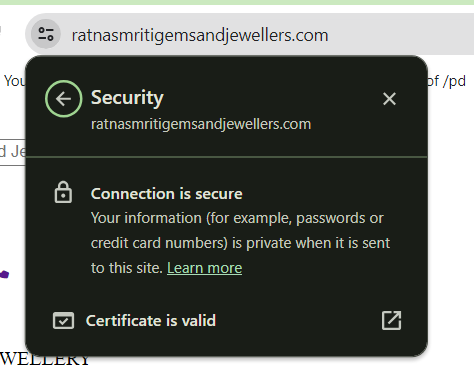 ratnasmritigemsandjewellers.com
You
of /pd
Security
ratnasmritigemsandjewellers.com
d Je
Connection is secure
Your information (for example, passwords or
credit card numbers) is private when it is sent
to this site. Learn more
Certificate is valid
WELLERY